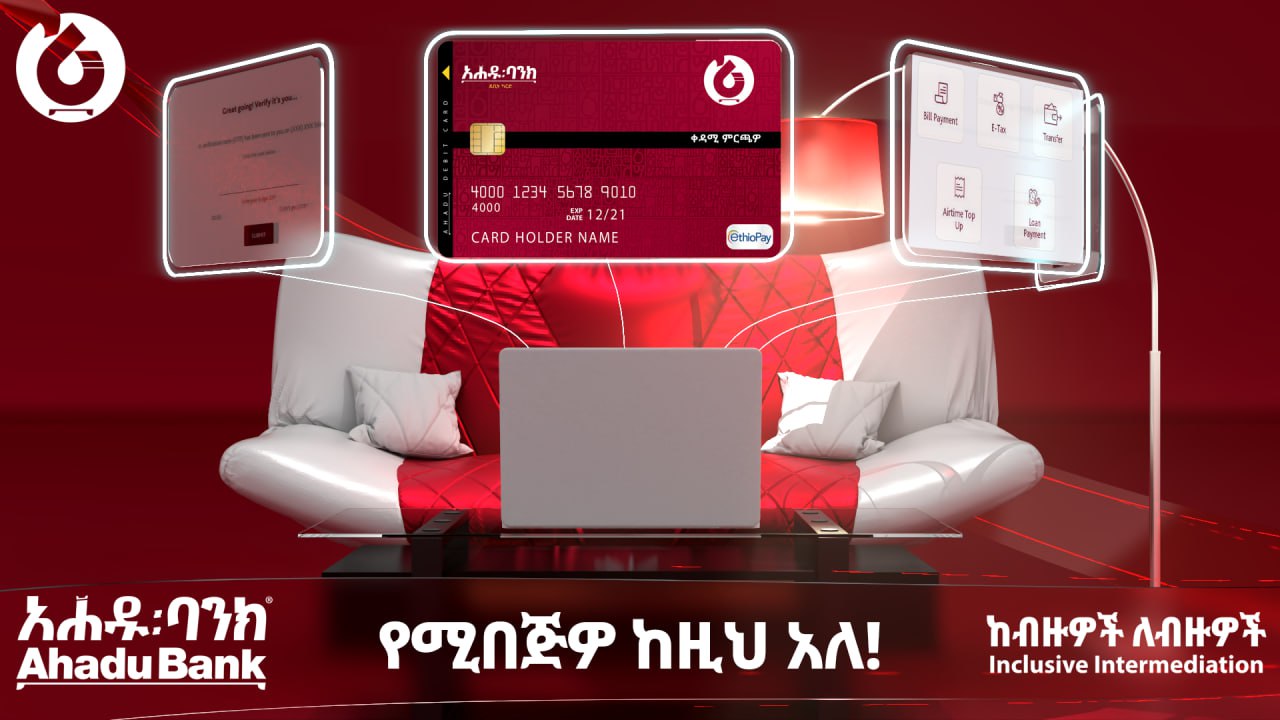 Great going! Verify it's you...
SUBMIT
አሐዱ፡ባንክ
AHADU DEBIT CARD
ቀዳሚ ምርጫዎ
4000 1234 5678 9010
4000
EXP DATE 12/21
CARD HOLDER NAME
ethioPay
Bill Payment
E-Tax
Transfer
Airtime Top Up
Loan Payment
አሐዱ፡ባንክ®
Ahadu Bank
የሚበጅዎ ከዚህ አለ!
ከብዙዎች ለብዙዎች
Inclusive Intermediation